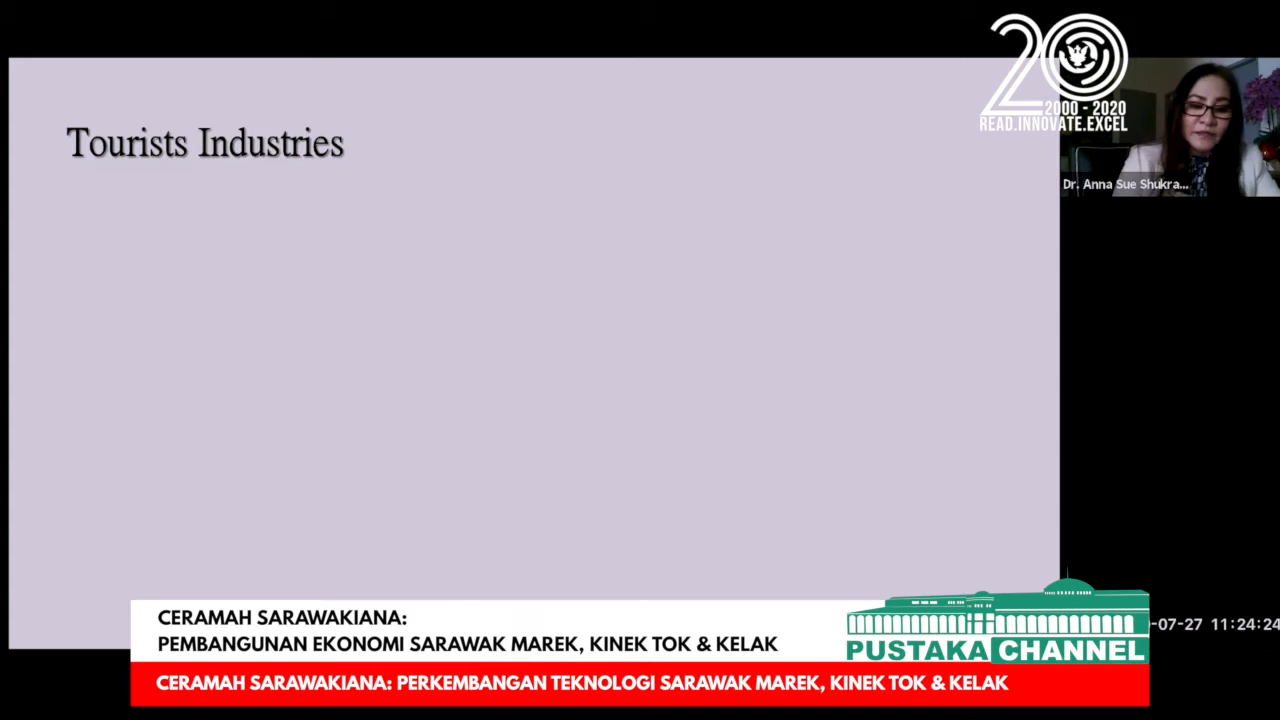 20
2000 - 2020
READ.INNOVATE.EXCEL
Tourists Industries
Dr. Anna Sue Shukra...
CERAMAH SARAWAKIANA:
PEMBANGUNAN EKONOMI SARAWAK MAREK, KINEK TOK & KELAK
PUSTAKA CHANNEL
-07-27 11:24:24
CERAMAH SARAWAKIANA: PERKEMBANGAN TEKNOLOGI SARAWAK MAREK, KINEK TOK & KELAK